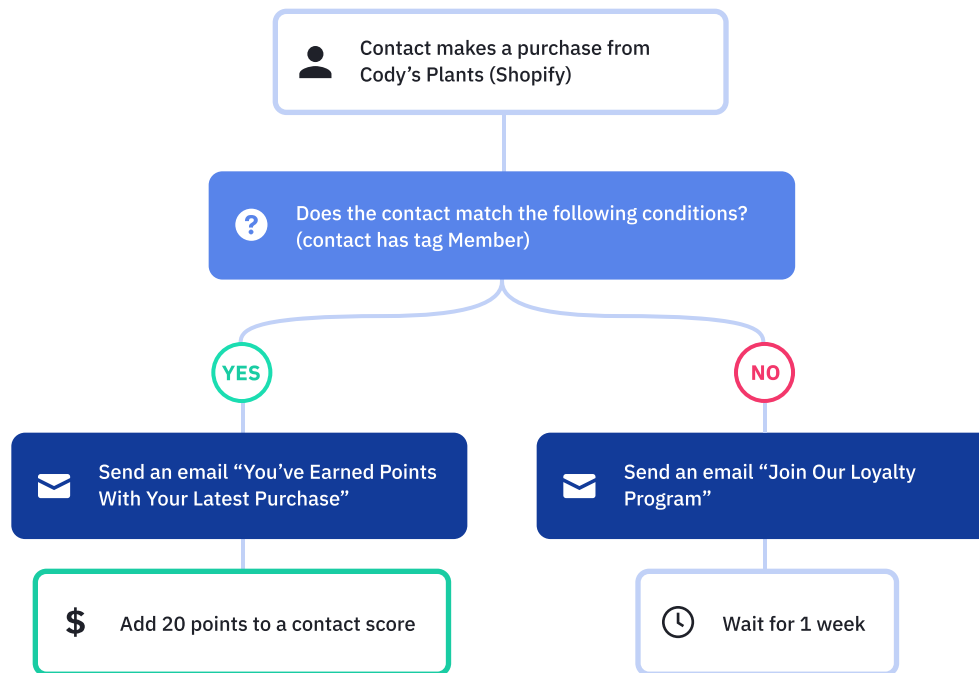 Contact makes a purchase from
Cody’s Plants (Shopify)
?
Does the contact match the following conditions?
(contact has tag Member)
YES
NO
Send an email “You’ve Earned Points
With Your Latest Purchase”
Send an email “Join Our Loyalty
Program”
$
Add 20 points to a contact score
Wait for 1 week